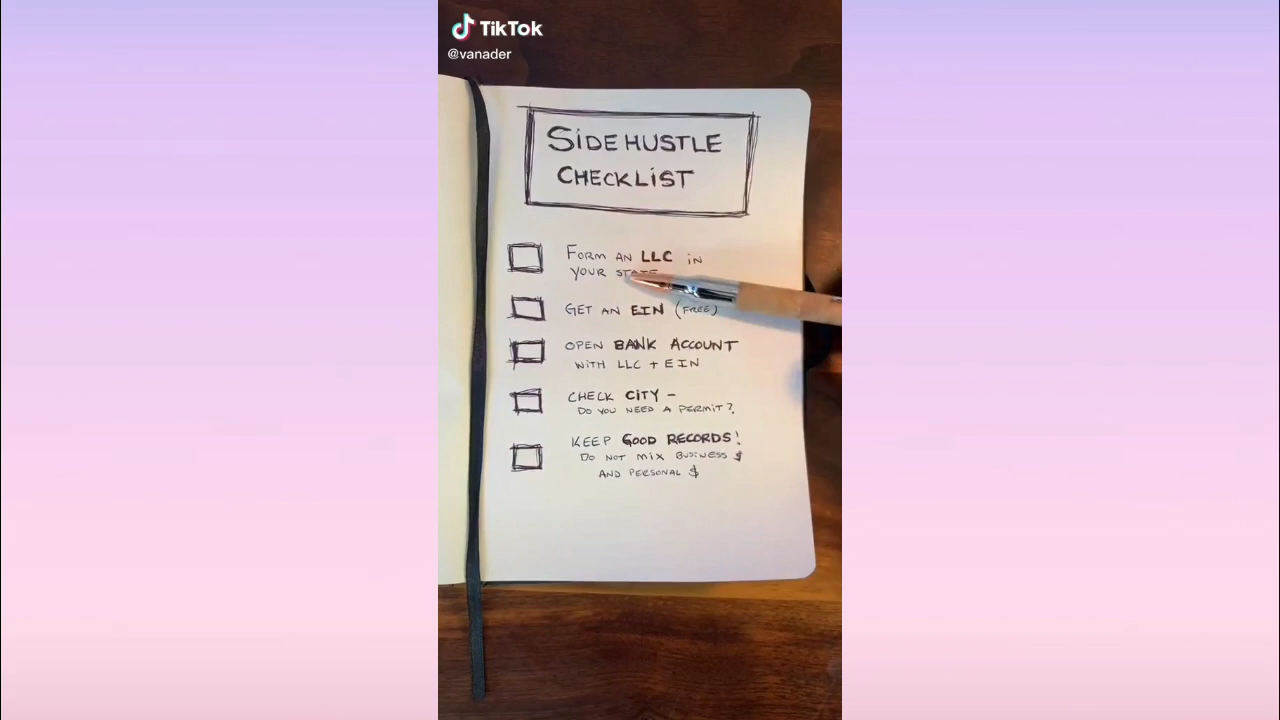 TikTok
@vanader
SIDE HUSTLE
CHECKLIST
FORM AN LLC IN
YOUR STATE
GET AN EIN (FREE)
OPEN BANK ACCOUNT
WITH LLC + EIN
CHECK CITY -
DO YOU NEED A PERMIT?
KEEP GOOD RECORDS!
DO NOT MIX BUSINESS $
AND PERSONAL $